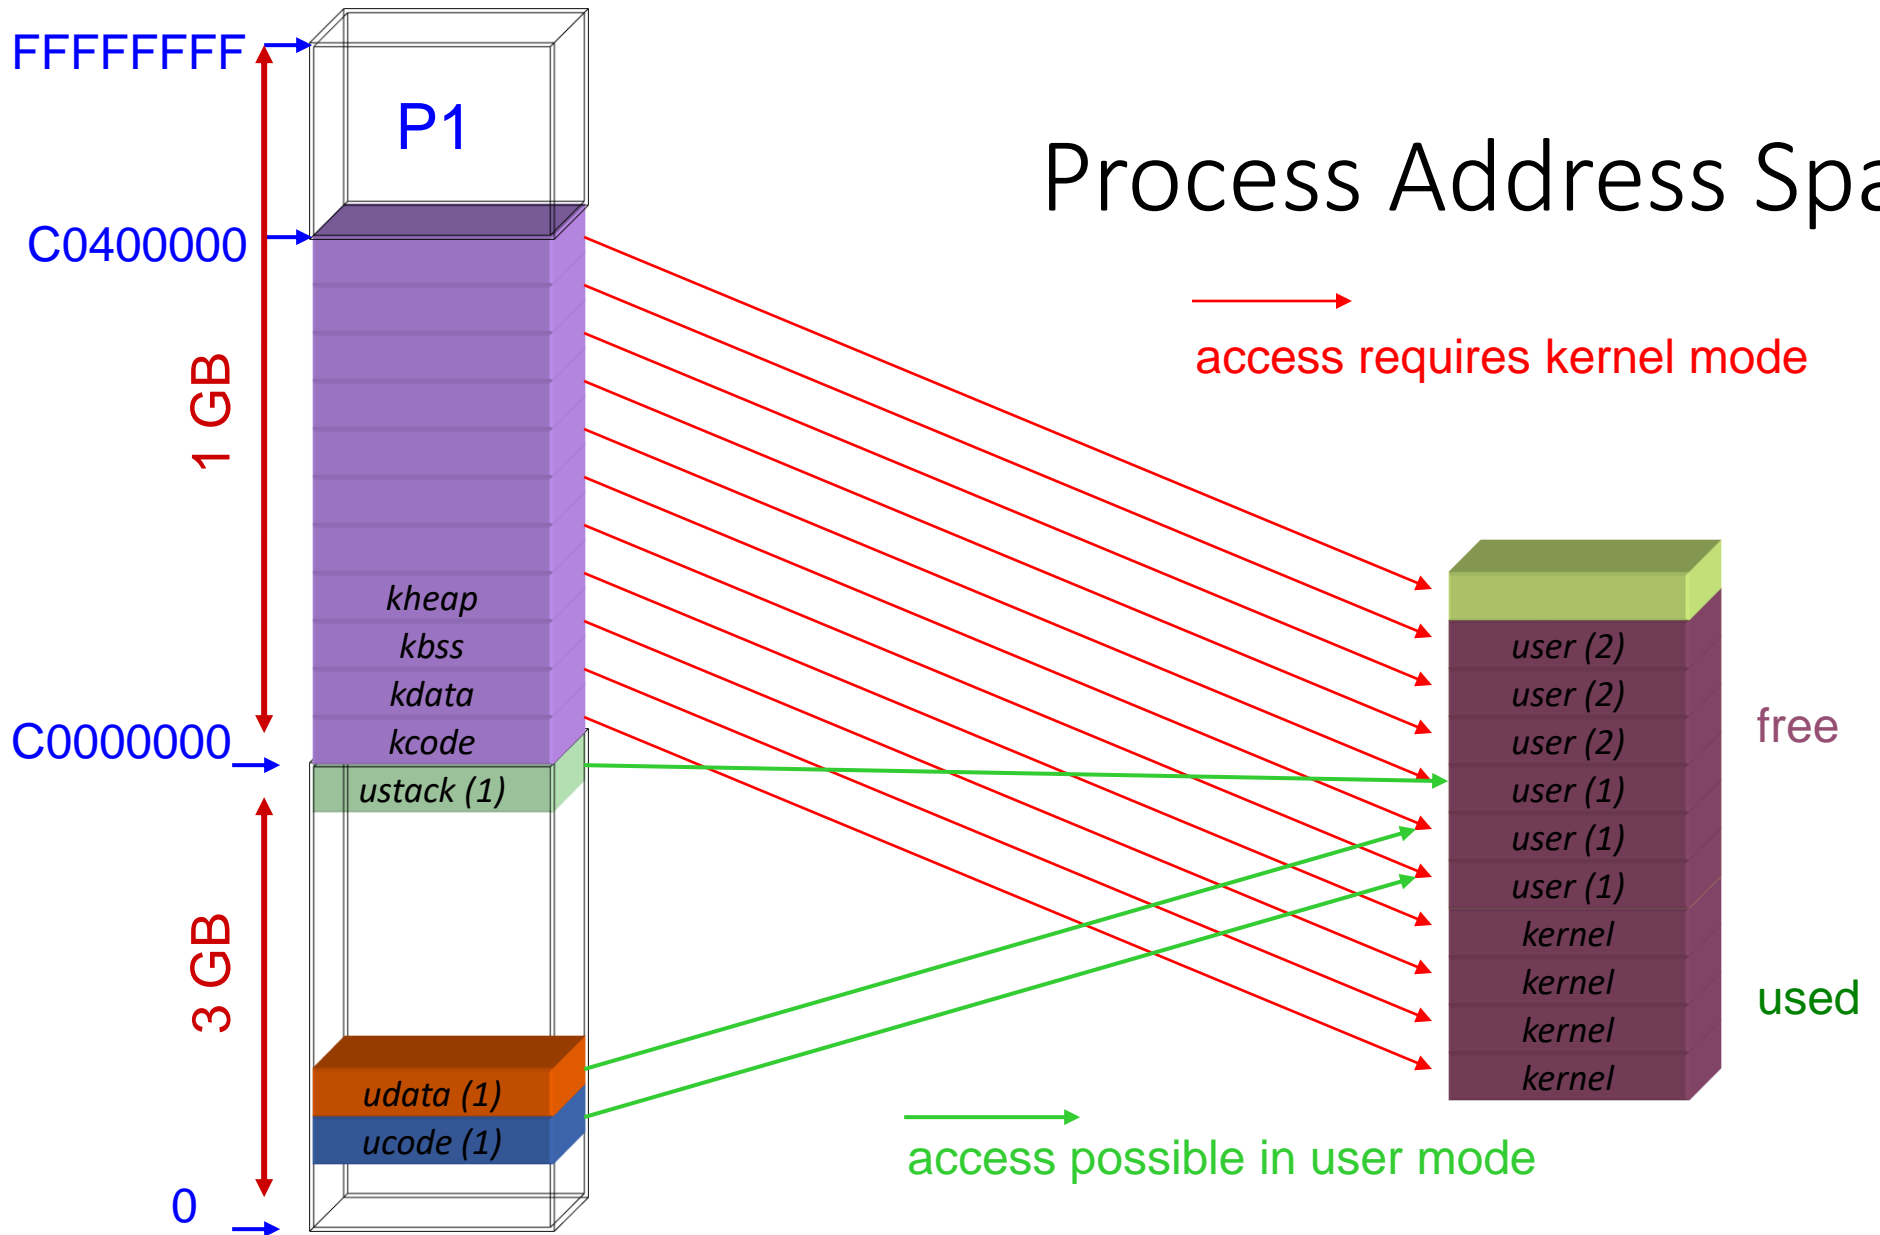 FFFFFFFF
P1
Process Address Spa
C0400000
access requires kernel mode
1 GB
kheap
kbss
kdata
kcode
C0000000
ustack (1)
user (2)
user (2)
user (2)
user (1)
user (1)
user (1)
kernel
kernel
kernel
kernel
free
used
3 GB
udata (1)
ucode (1)
access possible in user mode
0